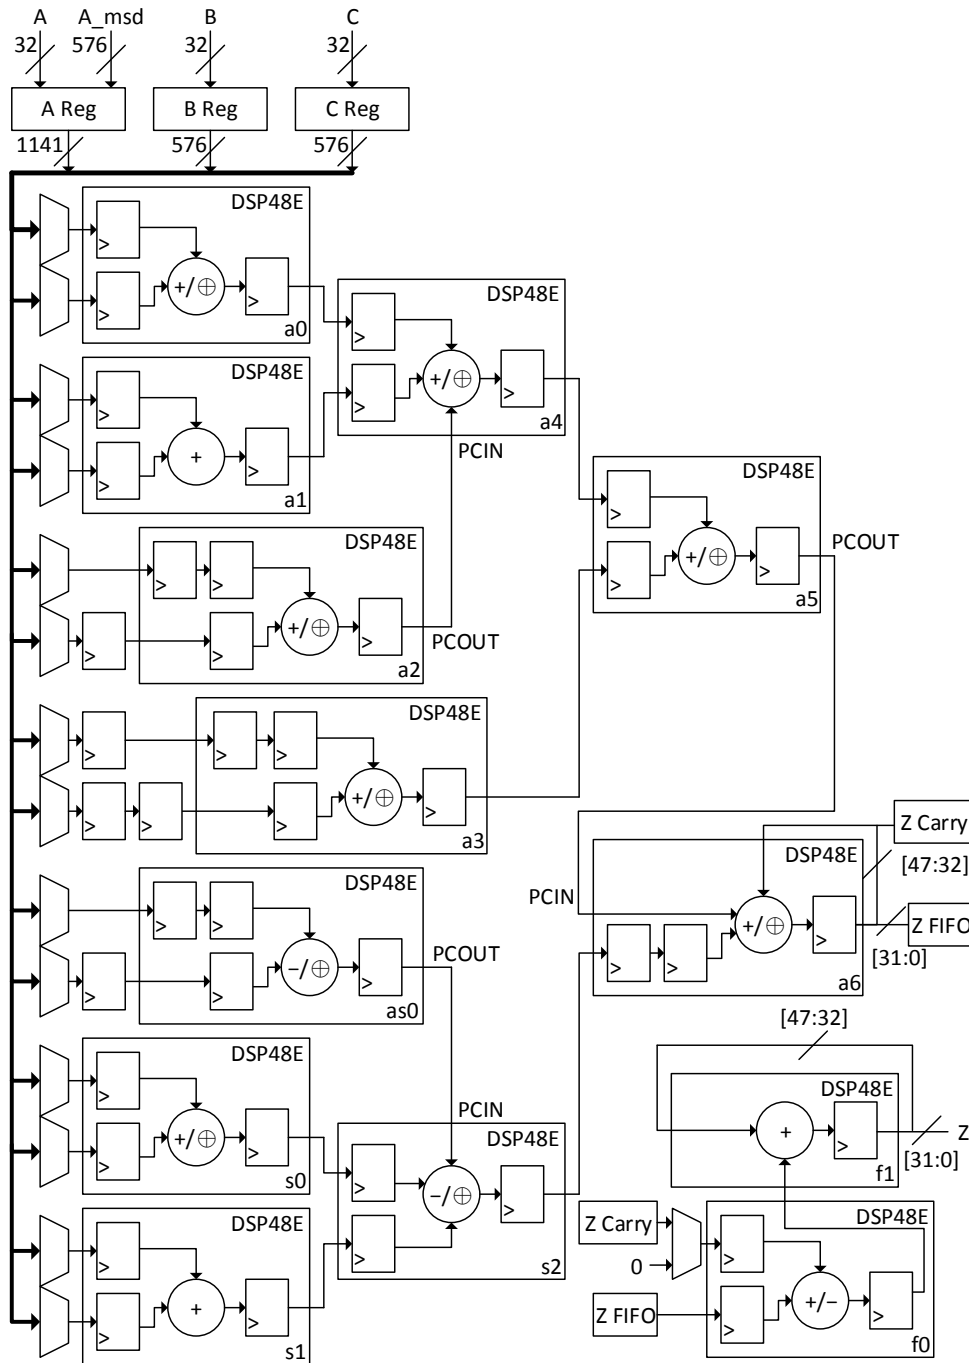 A A_msd B C
32 576 32 32
A Reg B Reg C Reg
1141 576 576
DSP48E
> > +/⊕ >
a0
DSP48E
> > +/⊕ >
a4
PCIN
DSP48E
> > + >
a1
DSP48E
> > +/⊕ >
a5
PCOUT
DSP48E
> > > +/⊕ >
a2
PCOUT
>
DSP48E
> > > +/⊕ >
a3
> > >
DSP48E
> > > -/⊕ >
as0
PCOUT
>
PCIN
DSP48E
> > +/⊕ >
a6
Z Carry
[47:32]
Z FIFO
[31:0]
DSP48E
> > +/⊕ >
s0
PCIN
DSP48E
> > -/⊕ >
s2
DSP48E
> > + >
s1
[47:32]
DSP48E
+ >
f1
Z
[31:0]
Z Carry
0
Z FIFO
DSP48E
> > +/− >
f0